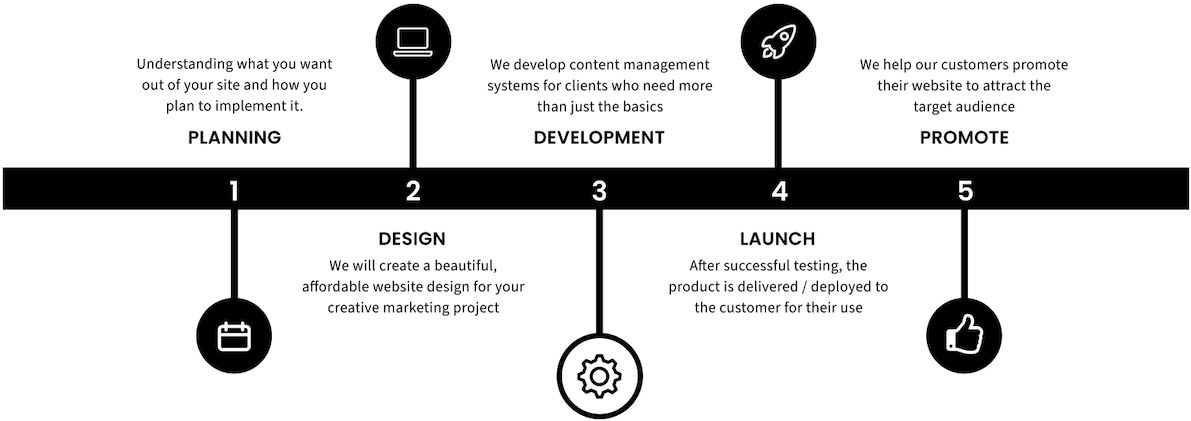 Understanding what you want
out of your site and how you
plan to implement it.
PLANNING
We develop content management
systems for clients who need more
than just the basics
DEVELOPMENT
We help our customers promote
their website to attract the
target audience
PROMOTE
1
2
3
4
5
DESIGN
We will create a beautiful,
affordable website design for your
creative marketing project
LAUNCH
After successful testing, the
product is delivered / deployed to
the customer for their use